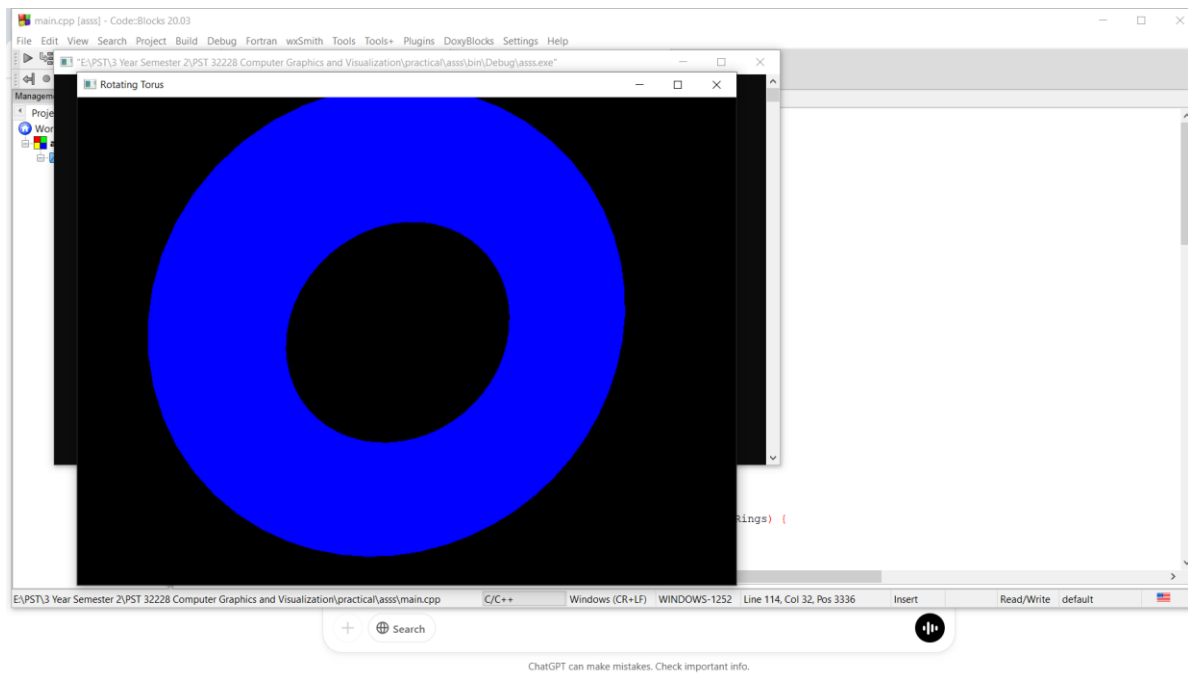 main.cpp [asss] - Code::Blocks 20.03
File Edit View Search Project Build Debug Fortran wxSmith Tools Tools+ Plugins DoxyBlocks Settings Help
"E:\PST\3 Year Semester 2\PST 32228 Computer Graphics and Visualization\practical\asss\bin\Debug\asss.exe"
Rotating Torus
Managem
Proje
Wor
Rings) {
E:\PST\3 Year Semester 2\PST 32228 Computer Graphics and Visualization\practical\asss\main.cpp C/C++ Windows (CR+LF) WINDOWS-1252 Line 114, Col 32, Pos 3336 Insert Read/Write default
Search
ChatGPT can make mistakes. Check important info.